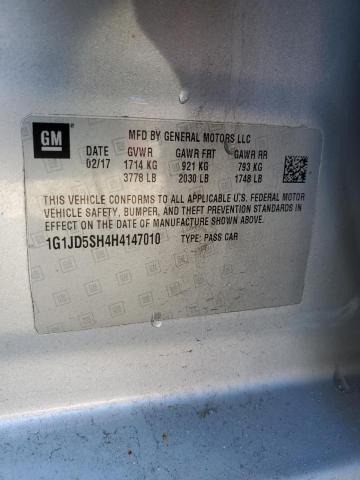 GM
MFD BY GENERAL MOTORS LLC
DATE GVWR GAWR FRT GAWR RR
02/17 1714 KG 921 KG 793 KG
3778 LB 2030 LB 1748 LB
THIS VEHICLE CONFORMS TO ALL APPLICABLE U.S. FEDERAL MOTOR
VEHICLE SAFETY, BUMPER, AND THEFT PREVENTION STANDARDS IN
EFFECT ON THE DATE OF MANUFACTURE SHOWN ABOVE.
1G1JD5SH4H4147010 TYPE: PASS CAR